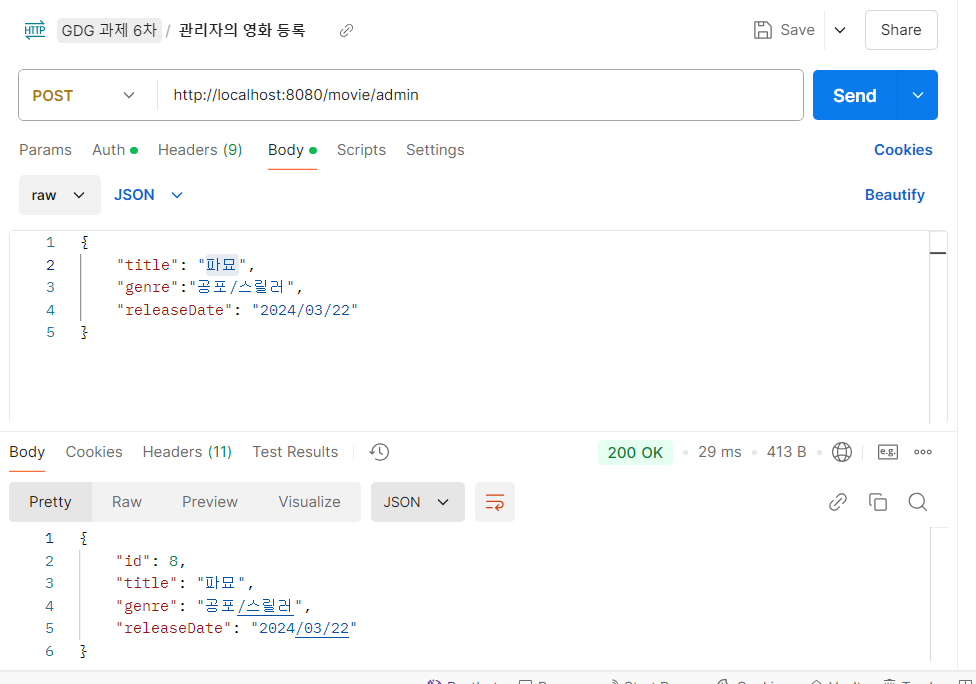 HTTP GDG 과제 6차 / 관리자의 영화 등록 Save Share
POST http://localhost:8080/movie/admin Send
Params Auth Headers (9) Body Scripts Settings Cookies
raw JSON Beautify
1 {
2 "title": "파묘",
3 "genre":"공포/스릴러",
4 "releaseDate": "2024/03/22"
5 }
Body Cookies Headers (11) Test Results 200 OK 29 ms 413 B e.g.
Pretty Raw Preview Visualize JSON
1 {
2 "id": 8,
3 "title": "파묘",
4 "genre": "공포/스릴러",
5 "releaseDate": "2024/03/22"
6 }